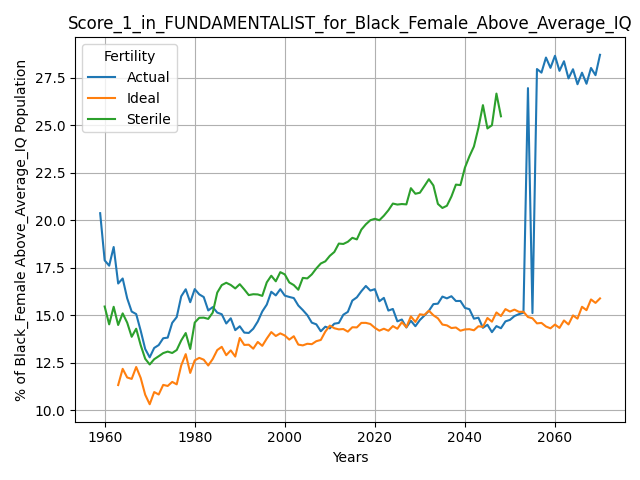 Score_1_in_FUNDAMENTALIST_for_Black_Female_Above_Average_IQ
Fertility
Actual
Ideal
Sterile
% of Black_Female Above_Average_IQ Population
27.5
25.0
22.5
20.0
17.5
15.0
12.5
10.0
1960 1980 2000 2020 2040 2060
Years